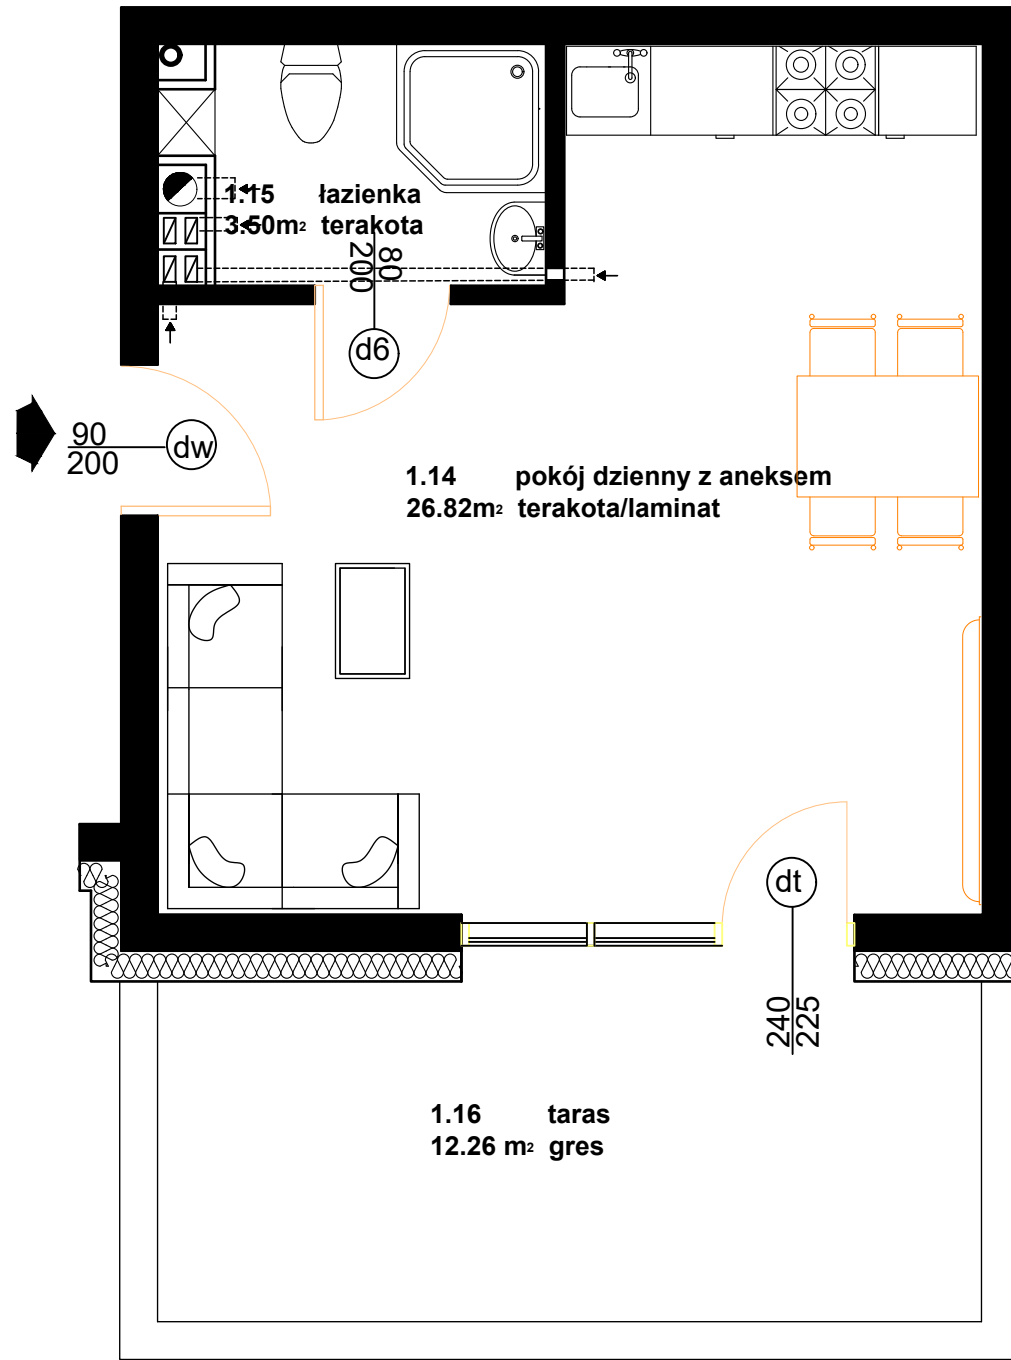 1.15 łazienka
3.50m² terakota
80
200
d6
90
200
dw
1.14 pokój dzienny z aneksem
26.82m² terakota/laminat
dt
240
225
1.16 taras
12.26 m² gres